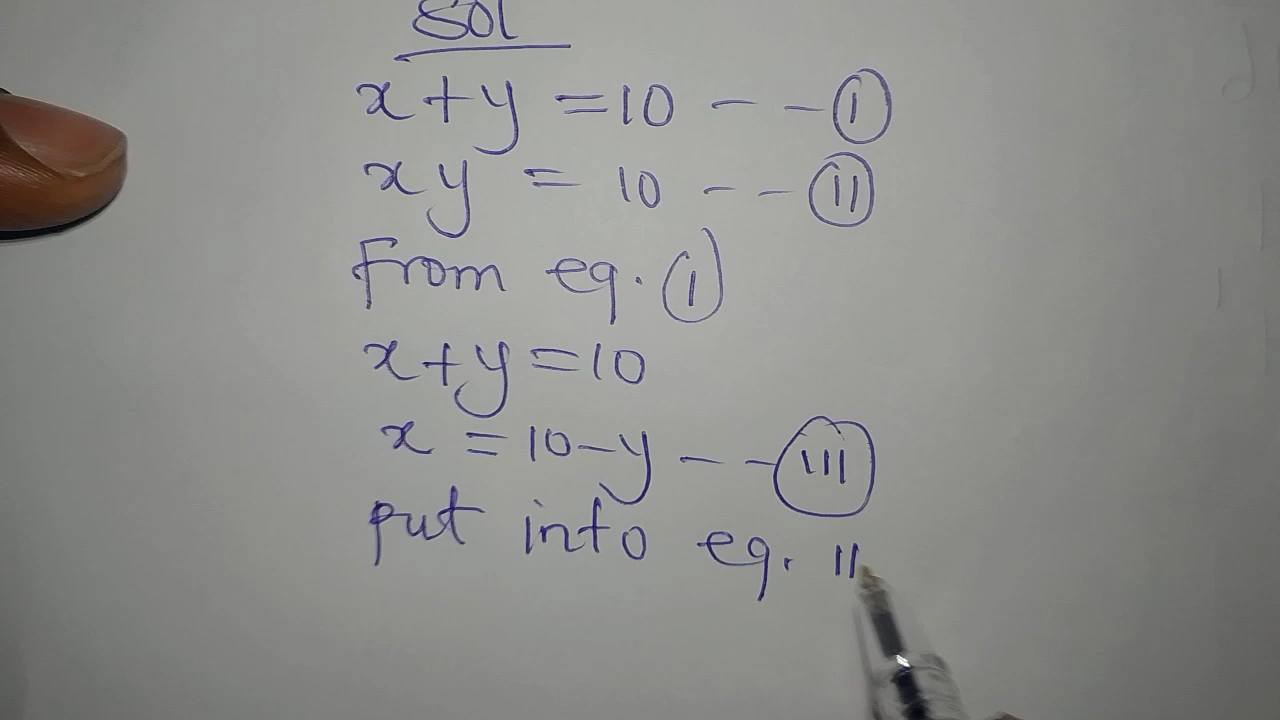 Sol
x+y = 10 - - (I)
xy = 10 - - (II)
From eq. (I)
x+y = 10
x = 10-y - - (III)
put into eq. II